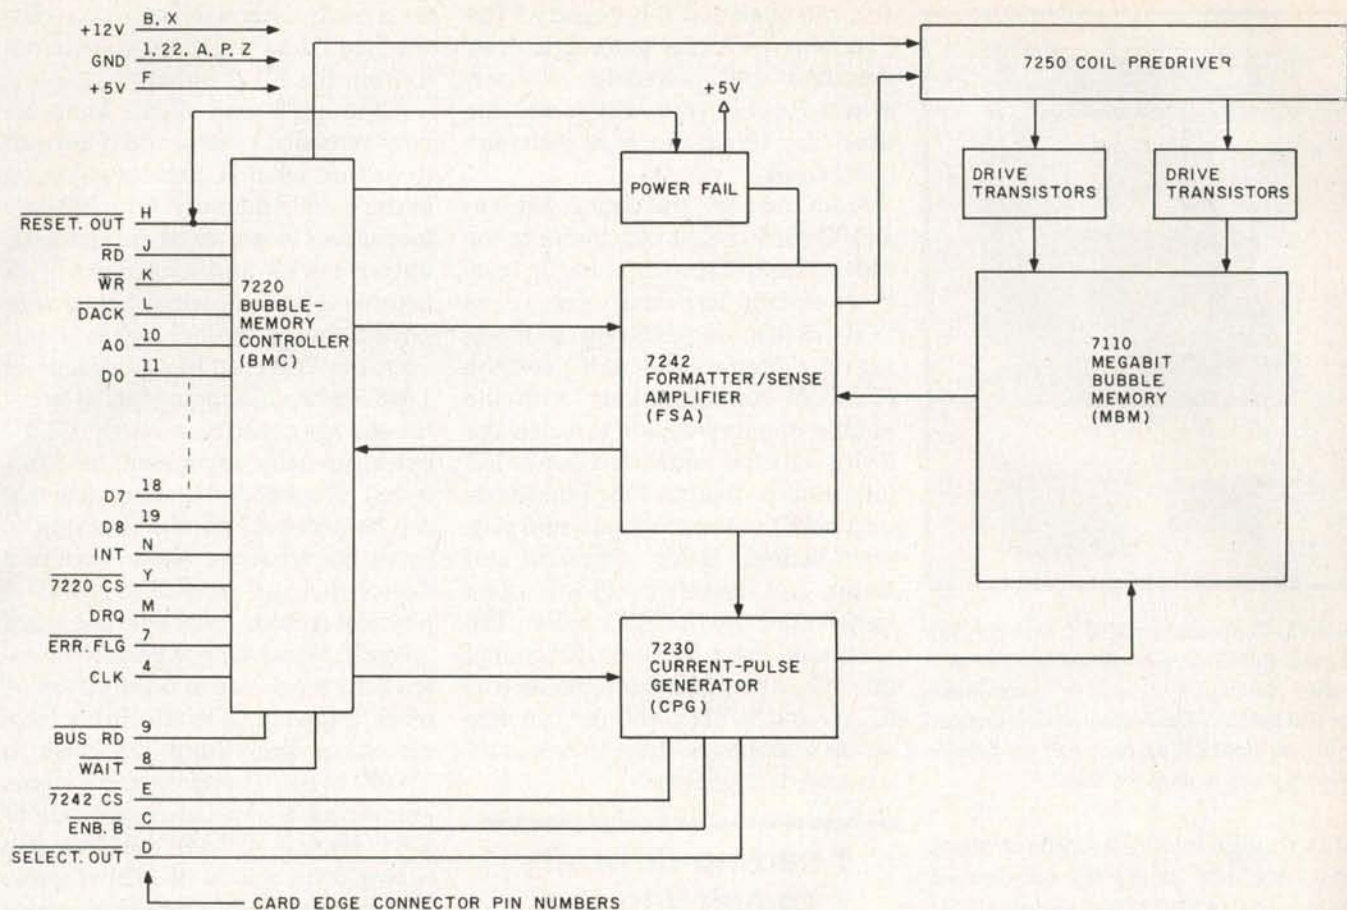 +12V B, X
GND 1, 22, A, P, Z
+5V F
7250 COIL PREDRIVER
+5V
POWER FAIL
DRIVE
TRANSISTORS
DRIVE
TRANSISTORS
RESET. OUT H
RD J
WR K
DACK L
A0 10
D0 11
D7 18
D8 19
INT N
7220 CS Y
DRQ M
ERR. FLG 7
CLK 4
BUS RD 9
WAIT 8
7242 CS E
ENB. B C
SELECT. OUT D
7220
BUBBLE-
MEMORY
CONTROLLER
(BMC)
7242
FORMATTER/SENSE
AMPLIFIER
(FSA)
7110
MEGABIT
BUBBLE
MEMORY
(MBM)
7230
CURRENT-PULSE
GENERATOR
(CPG)
CARD EDGE CONNECTOR PIN NUMBERS